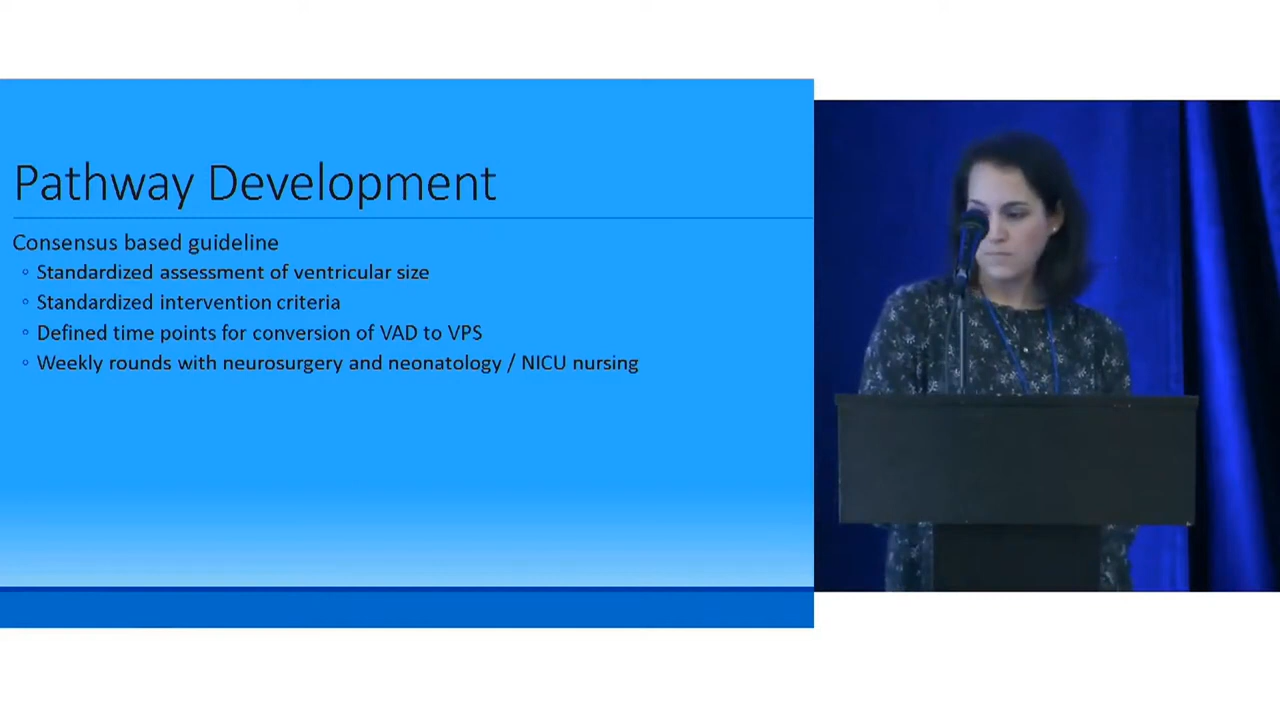 Pathway Development
Consensus based guideline
◦ Standardized assessment of ventricular size
◦ Standardized intervention criteria
◦ Defined time points for conversion of VAD to VPS
◦ Weekly rounds with neurosurgery and neonatology / NICU nursing